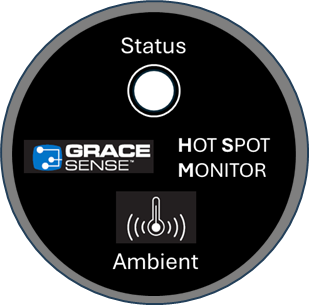 Status
GRACE
SENSE™
HOT SPOT
MONITOR
Ambient